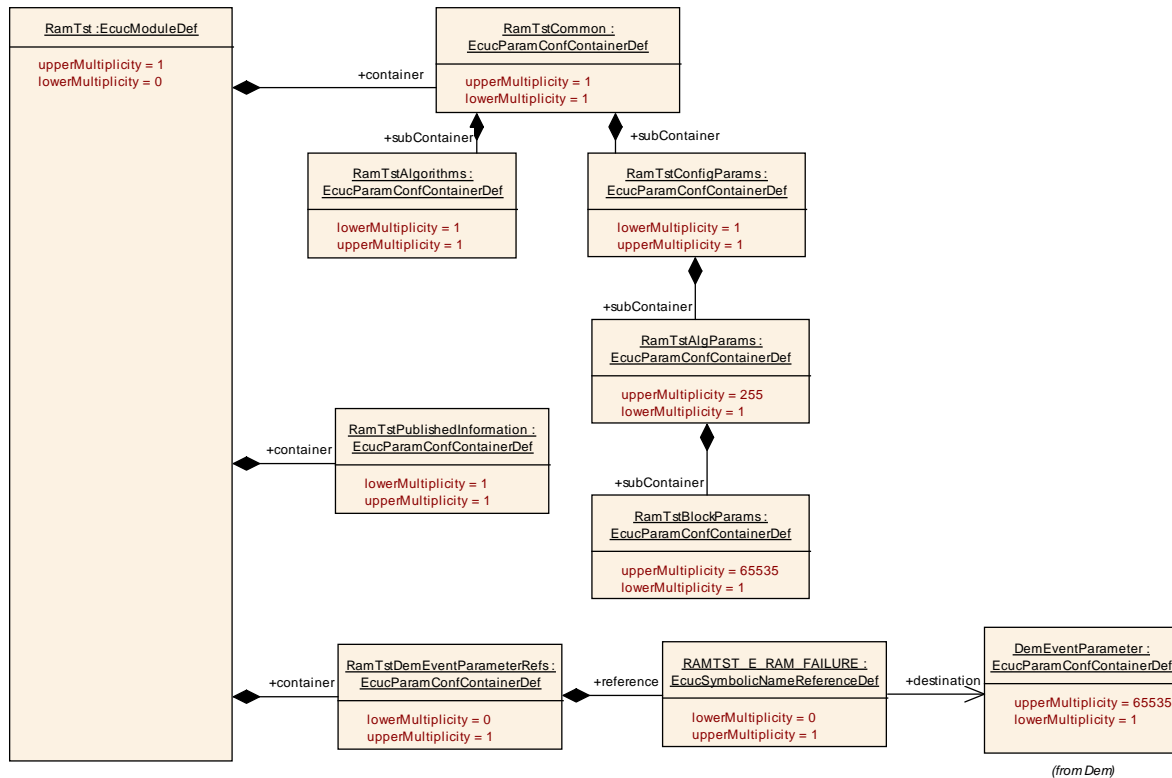 RamTst :EcucModuleDef
upperMultiplicity = 1
lowerMultiplicity = 0
+container
RamTstCommon :
EcucParamConfContainerDef
upperMultiplicity = 1
lowerMultiplicity = 1
+subContainer
+subContainer
RamTstAlgorithms :
EcucParamConfContainerDef
lowerMultiplicity = 1
upperMultiplicity = 1
RamTstConfigParams :
EcucParamConfContainerDef
lowerMultiplicity = 1
upperMultiplicity = 1
+subContainer
RamTstAlgParams :
EcucParamConfContainerDef
upperMultiplicity = 255
lowerMultiplicity = 1
+container
RamTstPublishedInformation :
EcucParamConfContainerDef
lowerMultiplicity = 1
upperMultiplicity = 1
+subContainer
RamTstBlockParams :
EcucParamConfContainerDef
upperMultiplicity = 65535
lowerMultiplicity = 1
+container
RamTstDemEventParameterRefs :
EcucParamConfContainerDef
lowerMultiplicity = 0
upperMultiplicity = 1
+reference
RAMTST_E_RAM_FAILURE :
EcucSymbolicNameReferenceDef
lowerMultiplicity = 0
upperMultiplicity = 1
+destination
DemEventParameter :
EcucParamConfContainerDef
upperMultiplicity = 65535
lowerMultiplicity = 1
(from Dem)